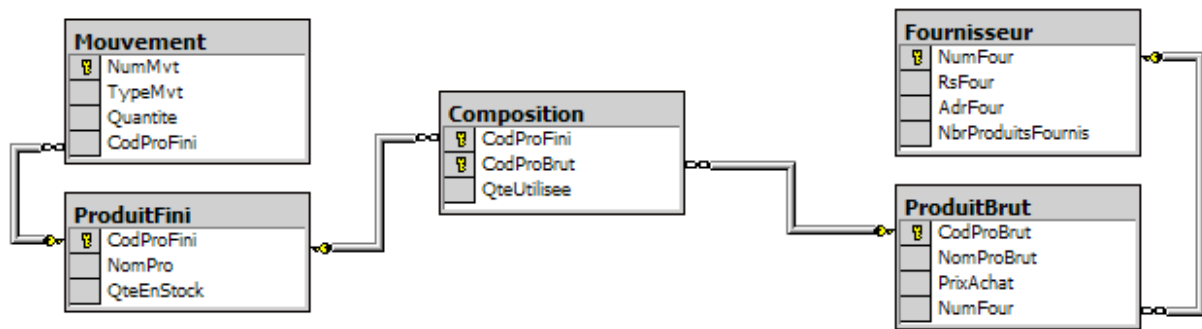 Mouvement
NumMvt
TypeMvt
Quantite
CodProFini
ProduitFini
CodProFini
NomPro
QteEnStock
Composition
CodProFini
CodProBrut
QteUtilisee
Fournisseur
NumFour
RsFour
AdrFour
NbrProduitsFournis
ProduitBrut
CodProBrut
NomProBrut
PrixAchat
NumFour